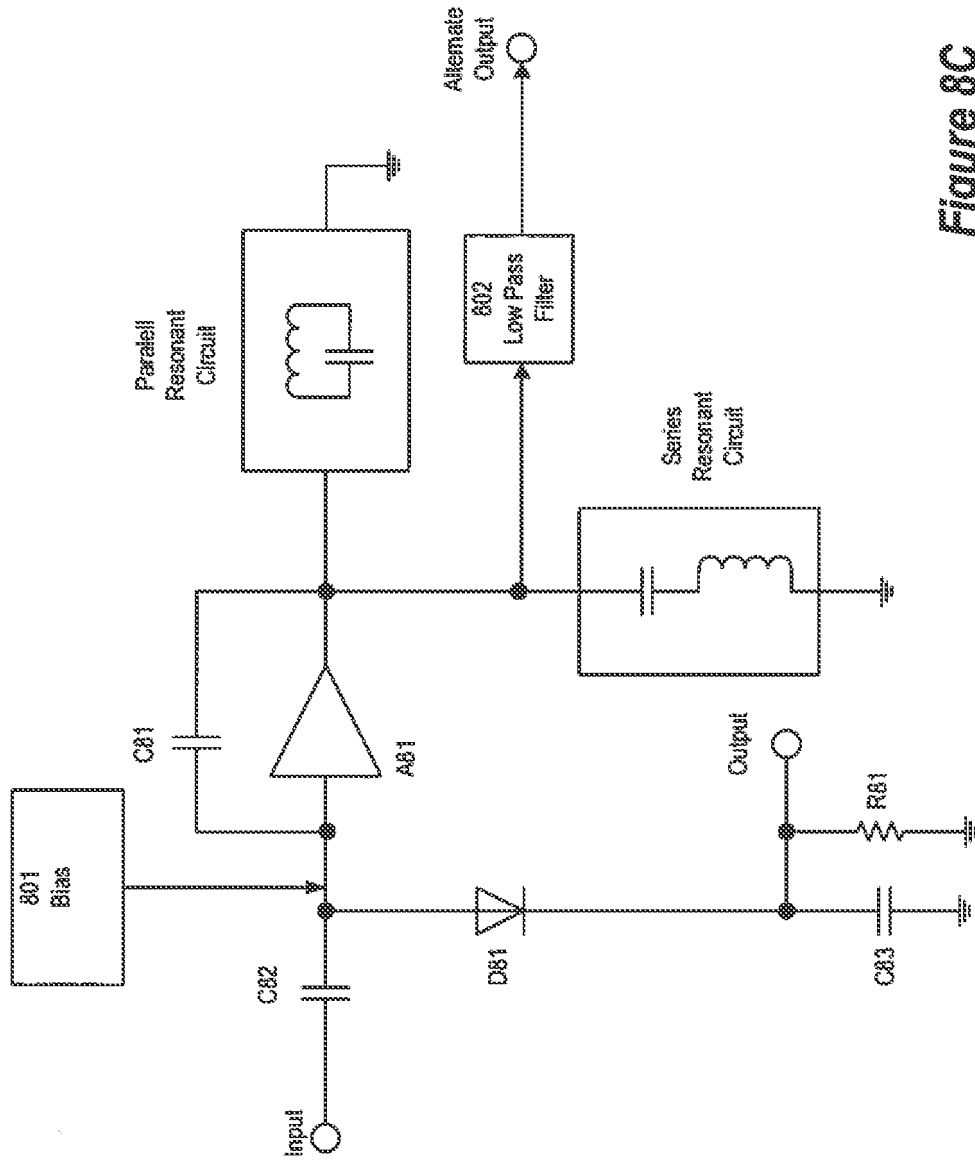 801
Bias
C81
Paralell
Resonant
Circuit
Input
C82
A81
Alternate
Output
802
Low Pass
Filter
D81
Series
Resonant
Circuit
Output
C83
R81
Figure 8C